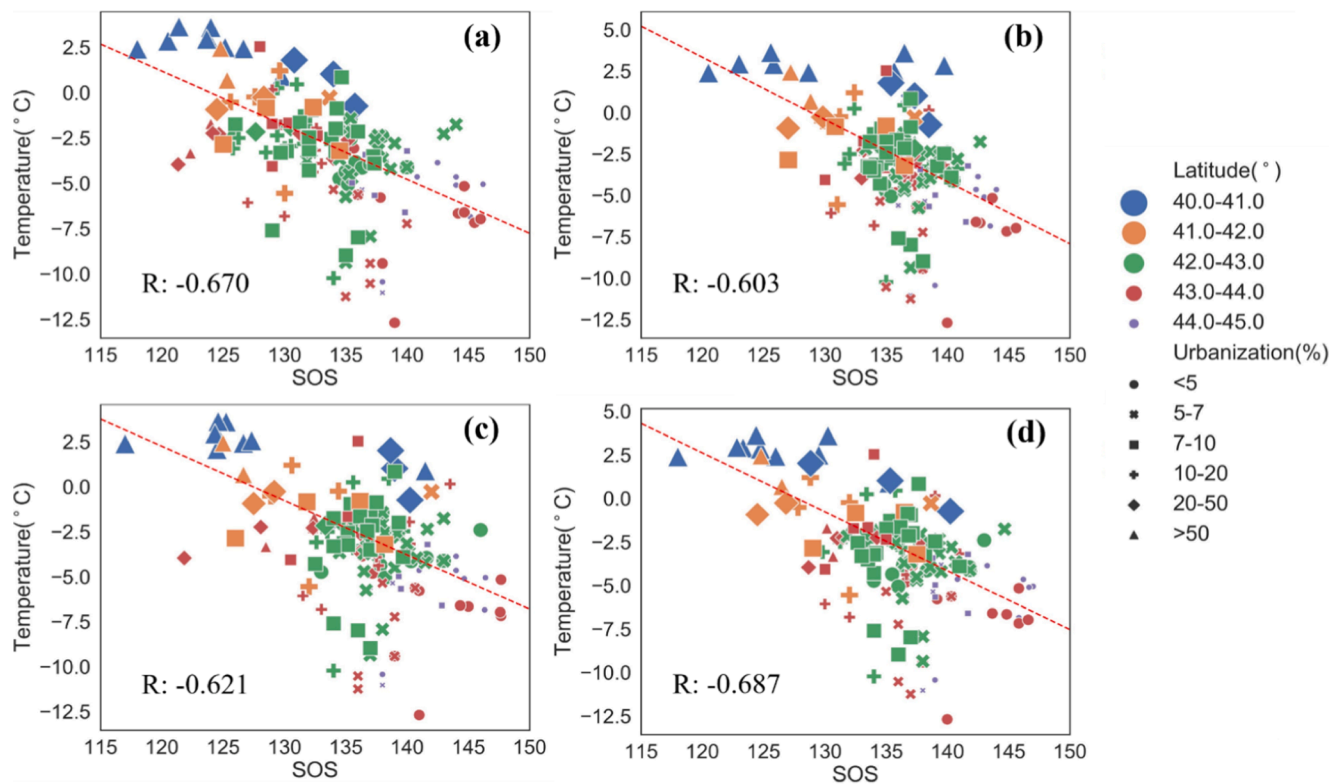 (a)
Temperature(°C)
2.5
0.0
−2.5
−5.0
−7.5
−10.0
−12.5
R: -0.670
115 120 125 130 135 140 145 150
SOS
(b)
Temperature(°C)
5.0
2.5
0.0
−2.5
−5.0
−7.5
−10.0
−12.5
R: -0.603
115 120 125 130 135 140 145 150
SOS
(c)
Temperature(°C)
2.5
0.0
−2.5
−5.0
−7.5
−10.0
−12.5
R: -0.621
115 120 125 130 135 140 145 150
SOS
(d)
Temperature(°C)
5.0
2.5
0.0
−2.5
−5.0
−7.5
−10.0
−12.5
R: -0.687
115 120 125 130 135 140 145 150
SOS
Latitude(°)
40.0-41.0
41.0-42.0
42.0-43.0
43.0-44.0
44.0-45.0
Urbanization(%)
<5
5-7
7-10
10-20
20-50
>50